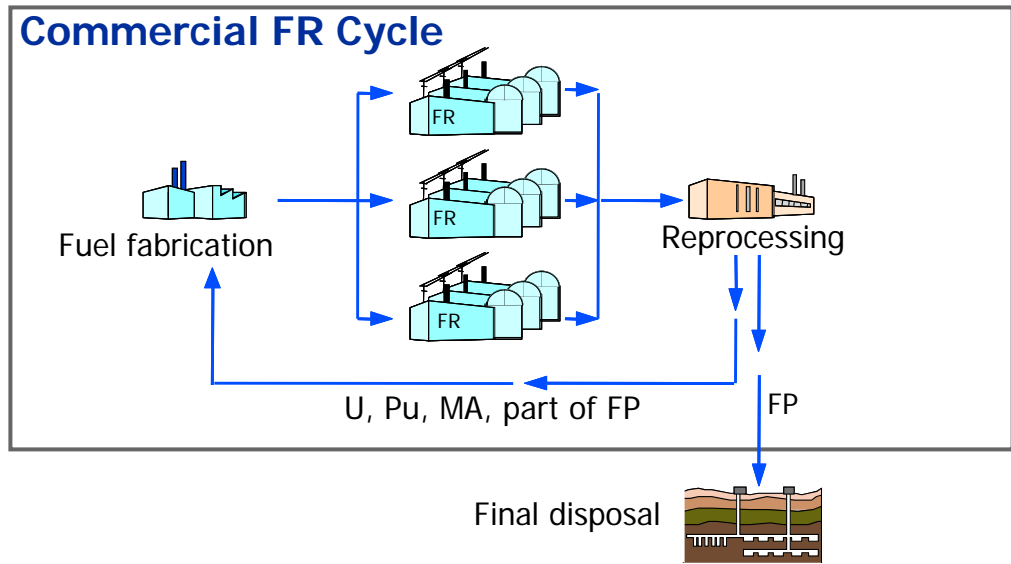 Commercial FR Cycle
FR
FR
FR
Fuel fabrication
Reprocessing
U, Pu, MA, part of FP
FP
Final disposal